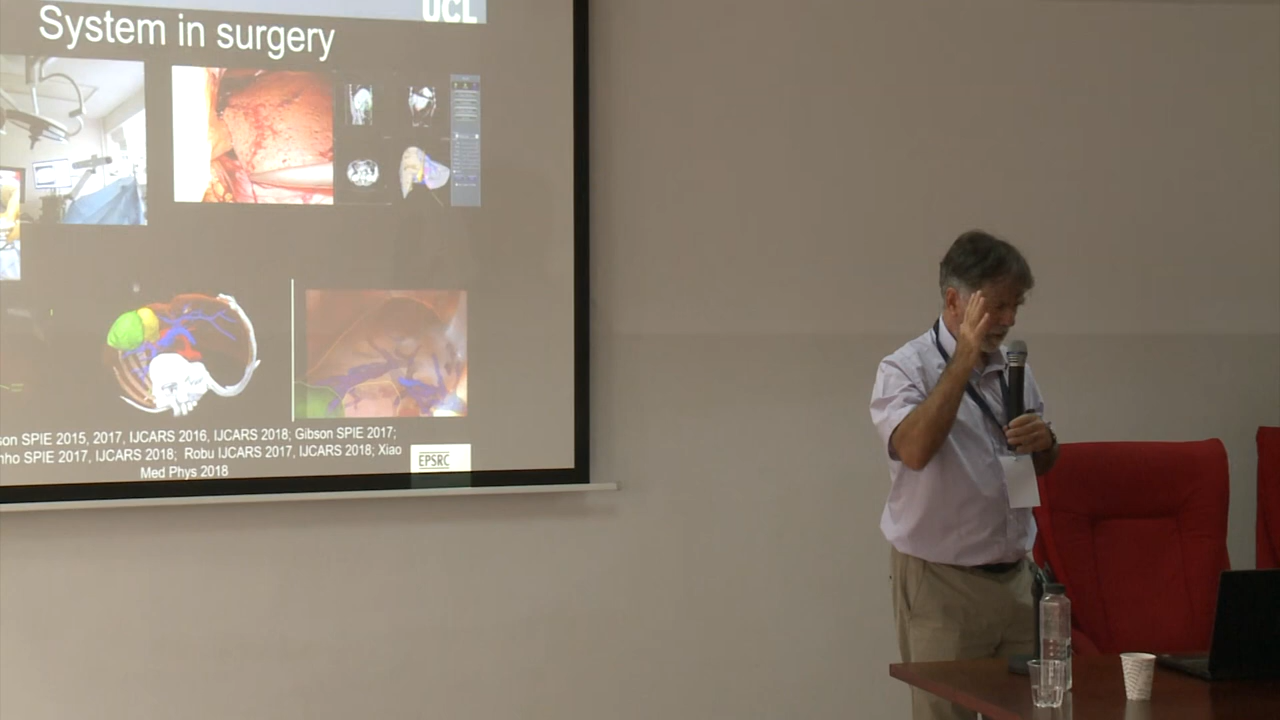 UCL
System in surgery
son SPIE 2015, 2017, IJCARS 2016, IJCARS 2018; Gibson SPIE 2017;
nho SPIE 2017, IJCARS 2018; Robu IJCARS 2017, IJCARS 2018; Xiao
Med Phys 2018
EPSRC